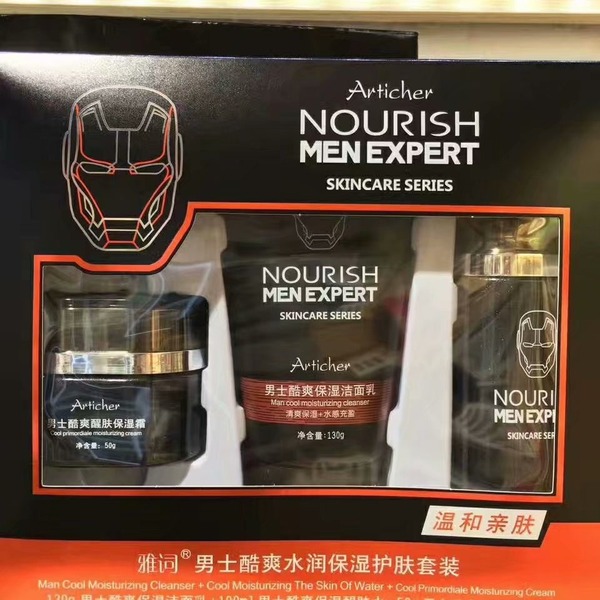 Articher
NOURISH
MEN EXPERT
SKINCARE SERIES
NOURISH
MEN EXPERT
SKINCARE SERIES
Articher
男士酷爽保湿洁面乳
Man cool moisturizing cleanser
清爽保湿+水感充盈
净含量:130g
Articher
男士酷爽醒肤保湿霜
Cool primordiale moisturizing cream
净含量: 50g
NOURI
MEN EXPE
SKINCARE SER
温和亲肤
雅词® 男士酷爽水润保湿护肤套装
Man Cool Moisturizing Cleanser + Cool Moisturizing The Skin Of Water + Cool Primordiale Moisturizing Cream